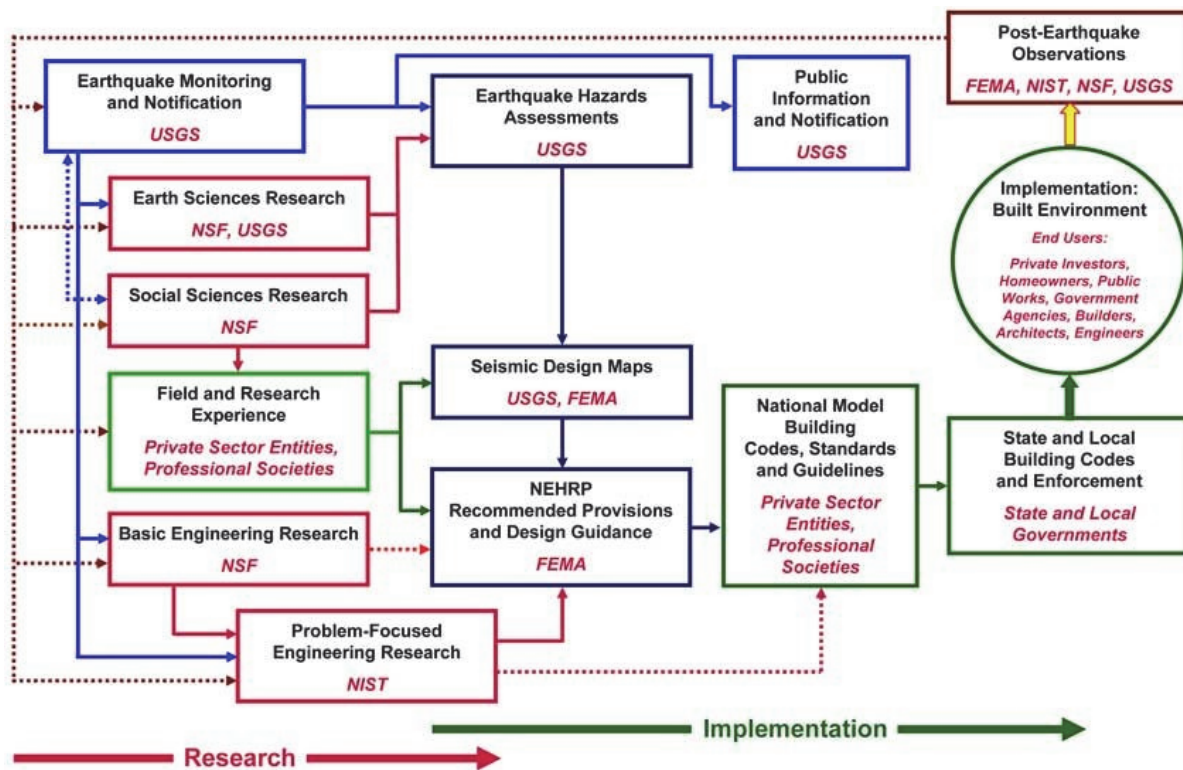 Earthquake Monitoring
and Notification
USGS
Earthquake Hazards
Assessments
USGS
Public
Information
and Notification
USGS
Post-Earthquake
Observations
FEMA, NIST, NSF, USGS
Earth Sciences Research
NSF, USGS
Social Sciences Research
NSF
Field and Research
Experience
Private Sector Entities,
Professional Societies
Basic Engineering Research
NSF
Problem-Focused
Engineering Research
NIST
Seismic Design Maps
USGS, FEMA
NEHRP
Recommended Provisions
and Design Guidance
FEMA
National Model
Building
Codes, Standards
and Guidelines
Private Sector
Entities,
Professional
Societies
State and Local
Building Codes
and Enforcement
State and Local
Governments
Implementation:
Built Environment
End Users:
Private Investors,
Homeowners, Public
Works, Government
Agencies, Builders,
Architects, Engineers
Research
Implementation